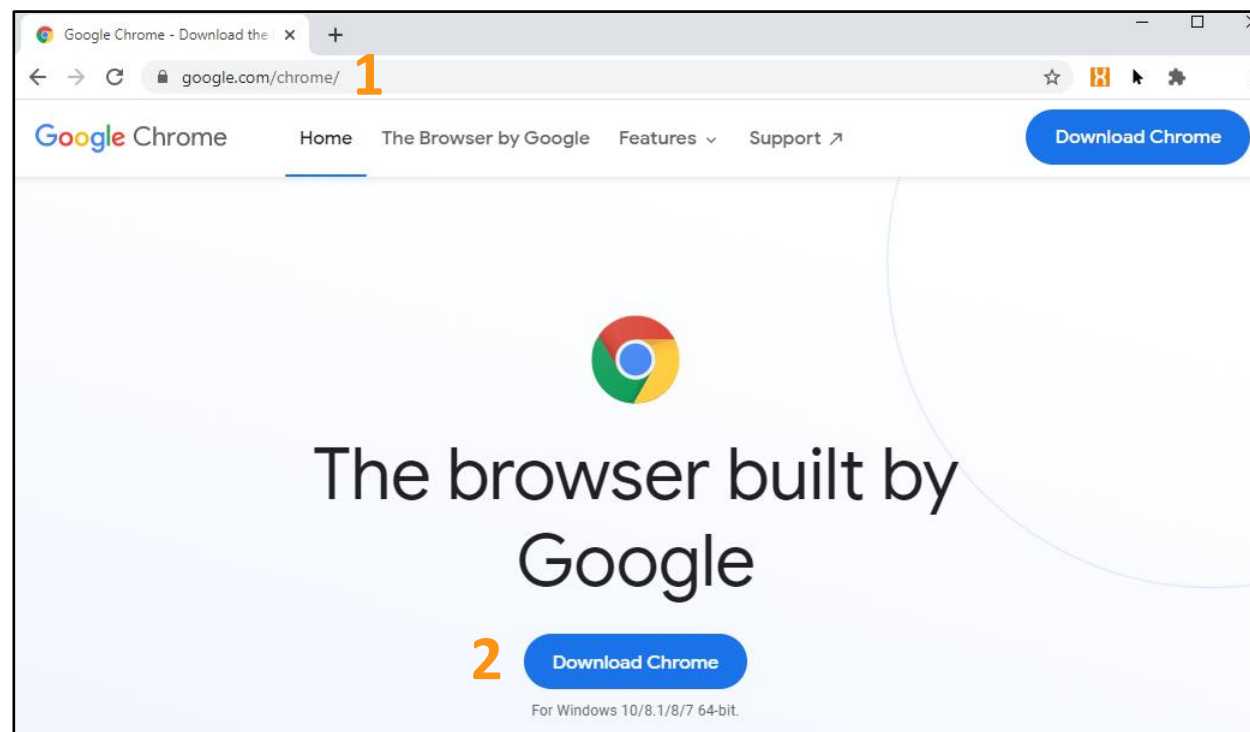 Google Chrome - Download the
google.com/chrome/ 1
Google Chrome Home The Browser by Google Features Support Download Chrome
The browser built by
Google
2 Download Chrome
For Windows 10/8.1/8/7 64-bit.